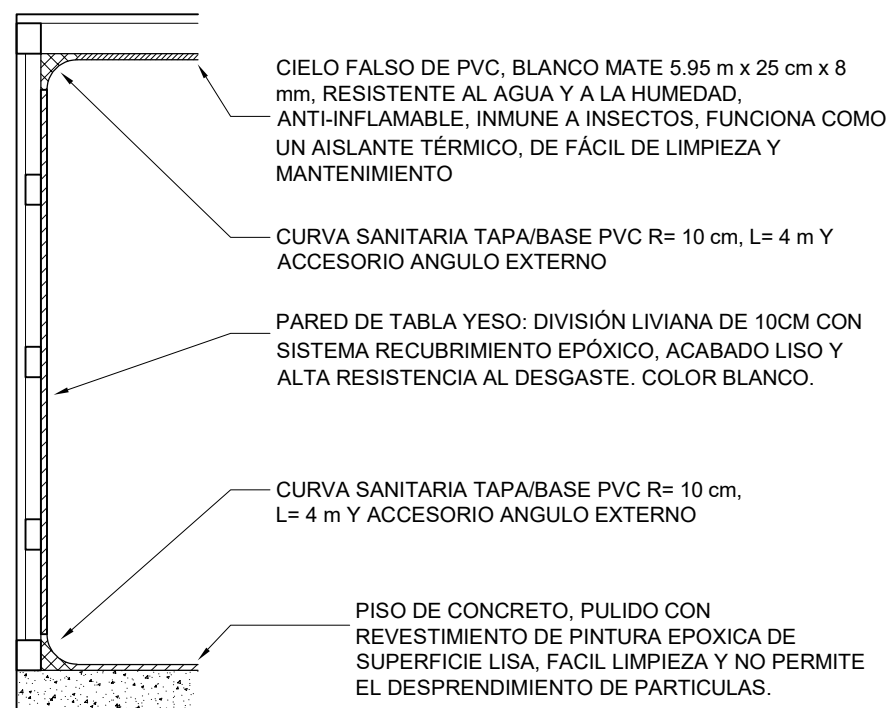 CIELO FALSO DE PVC, BLANCO MATE 5.95 m x 25 cm x 8
mm, RESISTENTE AL AGUA Y A LA HUMEDAD,
ANTI-INFLAMABLE, INMUNE A INSECTOS, FUNCIONA COMO
UN AISLANTE TÉRMICO, DE FÁCIL DE LIMPIEZA Y
MANTENIMIENTO
CURVA SANITARIA TAPA/BASE PVC R= 10 cm, L= 4 m Y
ACCESORIO ANGULO EXTERNO
PARED DE TABLA YESO: DIVISIÓN LIVIANA DE 10CM CON
SISTEMA RECUBRIMIENTO EPÓXICO, ACABADO LISO Y
ALTA RESISTENCIA AL DESGASTE. COLOR BLANCO.
CURVA SANITARIA TAPA/BASE PVC R= 10 cm,
L= 4 m Y ACCESORIO ANGULO EXTERNO
PISO DE CONCRETO, PULIDO CON
REVESTIMIENTO DE PINTURA EPOXICA DE
SUPERFICIE LISA, FACIL LIMPIEZA Y NO PERMITE
EL DESPRENDIMIENTO DE PARTICULAS.